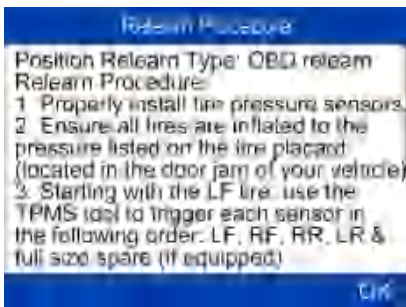 Relearn Procedure
Position Relearn Type: OBD relearn
Relearn Procedure:
1. Properly install tire pressure sensors.
2. Ensure all tires are inflated to the
pressure listed on the tire placard
(located in the door jam of your vehicle)
3. Starting with the LF tire, use the
TPMS tool to trigger each sensor in
the following order: LF, RF, RR, LR &
full size spare (if equipped)
OK